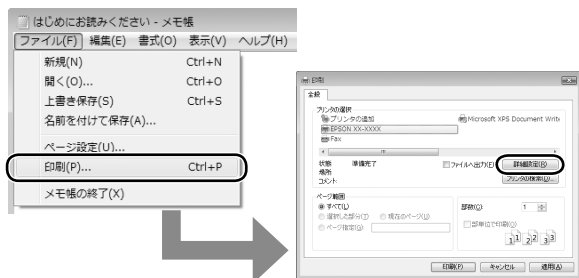 はじめにお読みください - メモ帳
ファイル(F) 編集(E) 書式(O) 表示(V) ヘルプ(H)
新規(N) Ctrl+N
開く(O)... Ctrl+O
上書き保存(S) Ctrl+S
名前を付けて保存(A)...
ページ設定(U)...
印刷(P)... Ctrl+P
メモ帳の終了(X)
印刷
全般
プリンタの選択
プリンタの追加 Microsoft XPS Document Write
EPSON XX-XXXX
Fax
状態 準備完了 ファイルへ出力(F) 詳細設定(R)
場所
コメント プリンタの検索(D)...
ページ範囲
すべて(L) 部数(C) 1
選択した部分(T) 現在のページ(U)
ページ指定(G) 部単位で印刷(O)
11 22 33
印刷(P) キャンセル 適用(A)